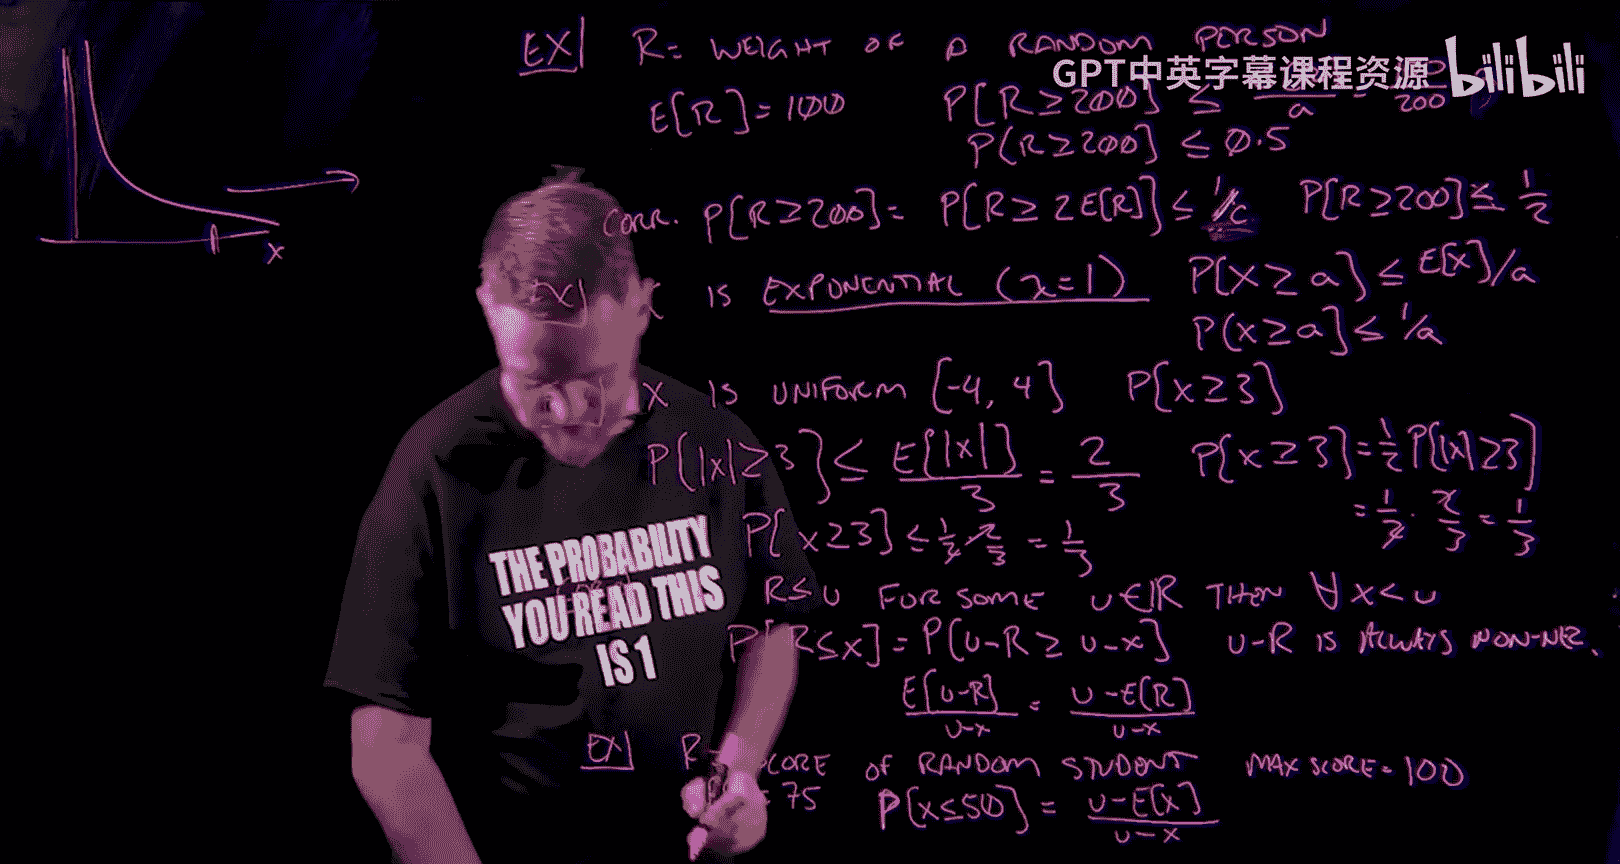 EX R = WEIGHT OF A RANDOM PERSON
GPT中英字幕课程资源 bilibili
E[R] = 100 P[R ≥ 200] ≤ a 200
P(R ≥ 200] ≤ 0.5
CORR. P[R ≥ 200] = P[R ≥ 2E[R]] ≤ 1/c P[R ≥ 200] ≤ 1/2
X IS EXPONENTIAL (λ=1) P[X ≥ a] ≤ E[X]/a
P(X ≥ a] ≤ 1/a
X IS UNIFORM [-4, 4] P[X ≥ 3]
P[|X| ≥ 3] ≤ E[|X|]/3 = 2/3 P[X ≥ 3] = 1/2 P[|X| ≥ 3]
= 1/2 · 2/3 = 1/3
P[X ≥ 3] ≤ 1/2 · 2/3 = 1/3
THE PROBABILITY
YOU READ THIS
IS 1
R ≤ U FOR SOME U ∈ ℝ THEN ∀ X < U
P[R ≤ X] = P[U-R ≥ U-X] U-R IS ALWAYS NON-NEG.
E[U-R]/U-X = U-E[R]/U-X
EX R CORE OF RANDOM STUDENT MAX SCORE = 100
= 75 P[X ≤ 50] = U-E[X]/U-X
X